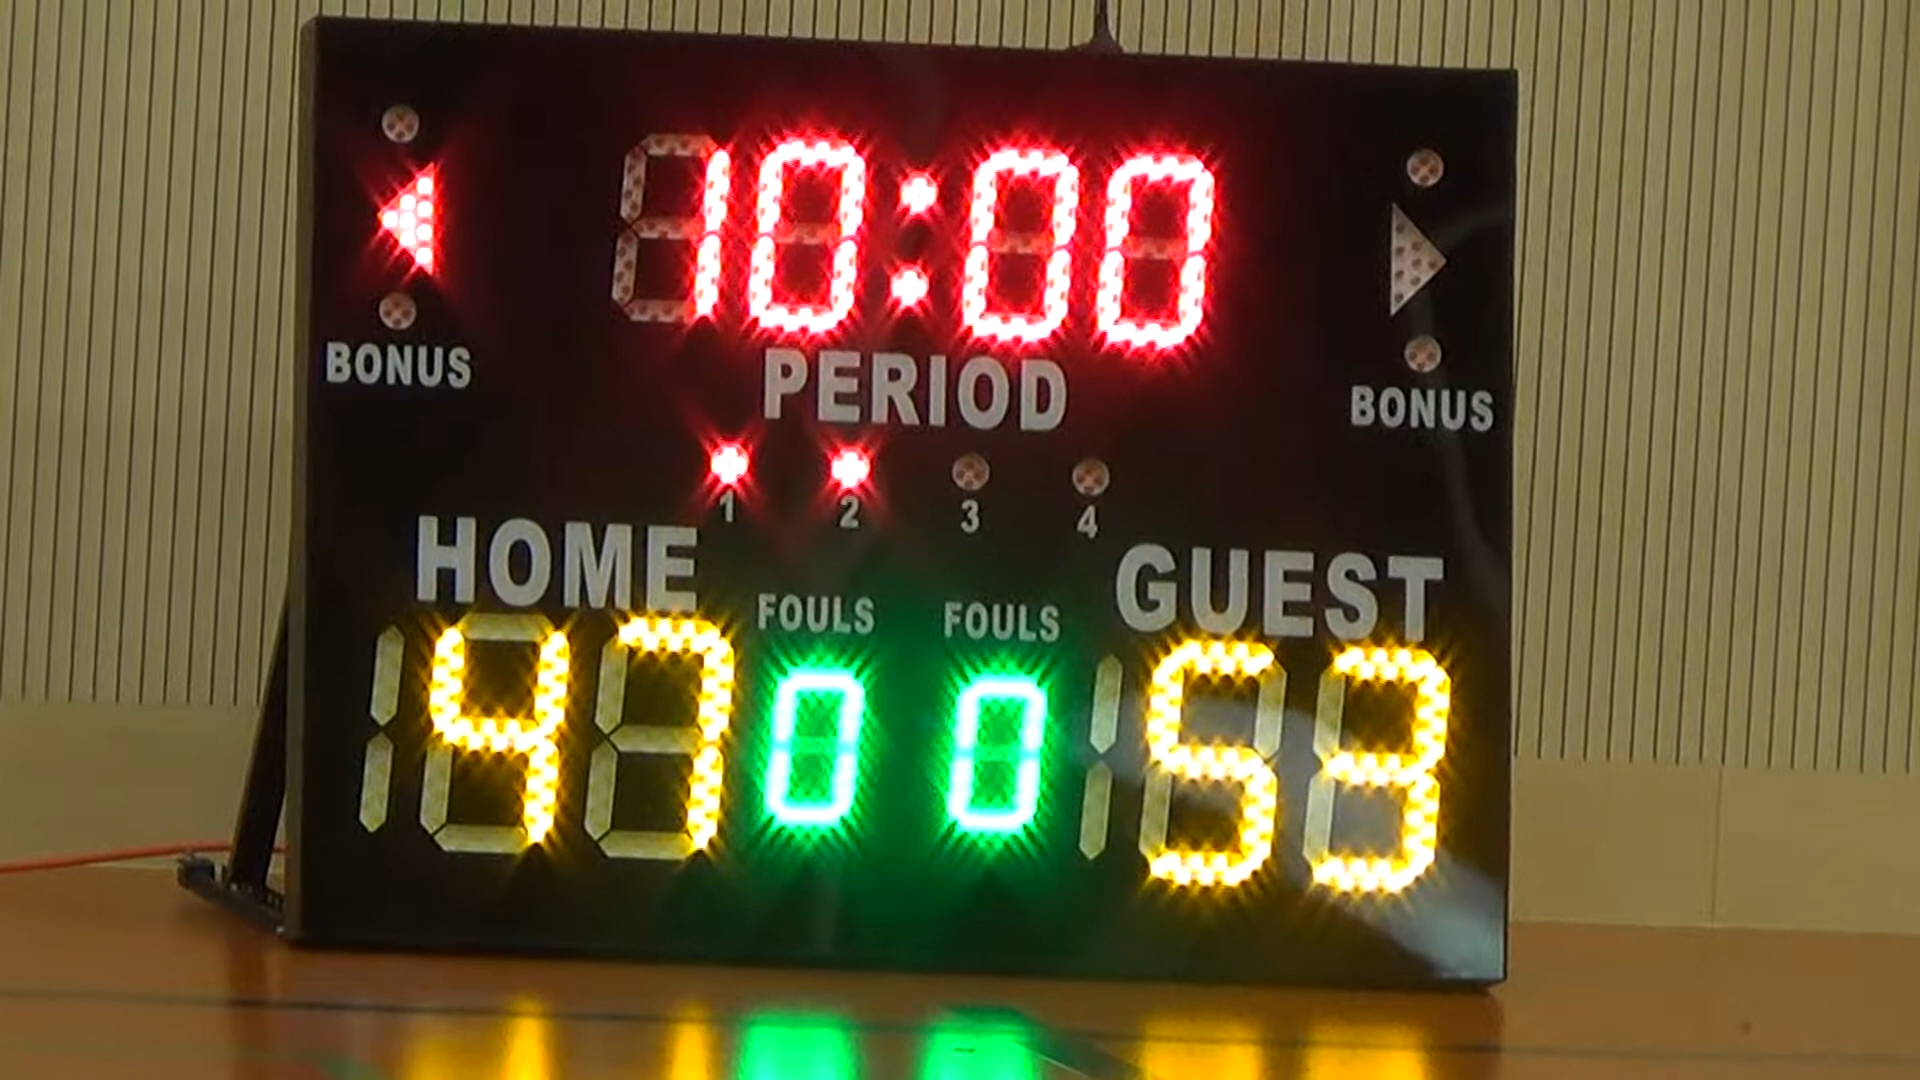 10:00
BONUS PERIOD BONUS
1 2 3 4
HOME FOULS FOULS GUEST
47 0 0 53